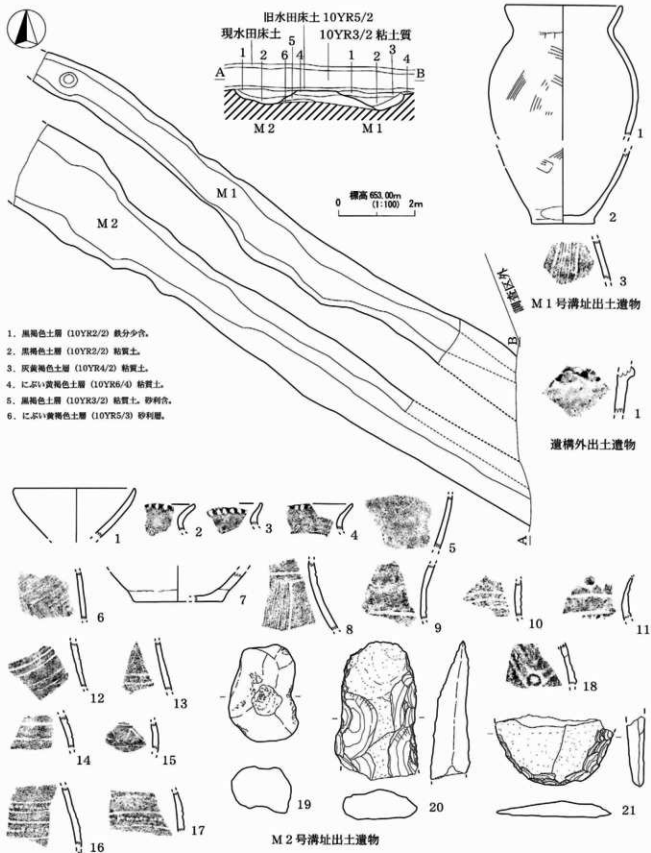 旧水田床土 10YR5/2
現水田床土
10YR3/2 粘土質
1 2 6 5 4 1 2 3 4
A B
M 2 M 1
標高 653.00m
(1:100)
0 2m
M 1
M 2
調査区外
B
A
1. 黒褐色土層 (10YR2/2) 鉄分少含。
2. 黒褐色土層 (10YR2/2) 粘質土。
3. 灰黄褐色土層 (10YR4/2) 粘質土。
4. にぶい黄褐色土層 (10YR6/4) 粘質土。
5. 黒褐色土層 (10YR3/2) 粘質土。砂利含。
6. にぶい黄褐色土層 (10YR5/3) 砂利層。
1
2
3
M 1号溝址出土遺物
1
遺構外出土遺物
1 2 3 4 5
6 7 8 9 10 11
12 13 18
14 15
16 17 19 20 21
M 2号溝址出土遺物